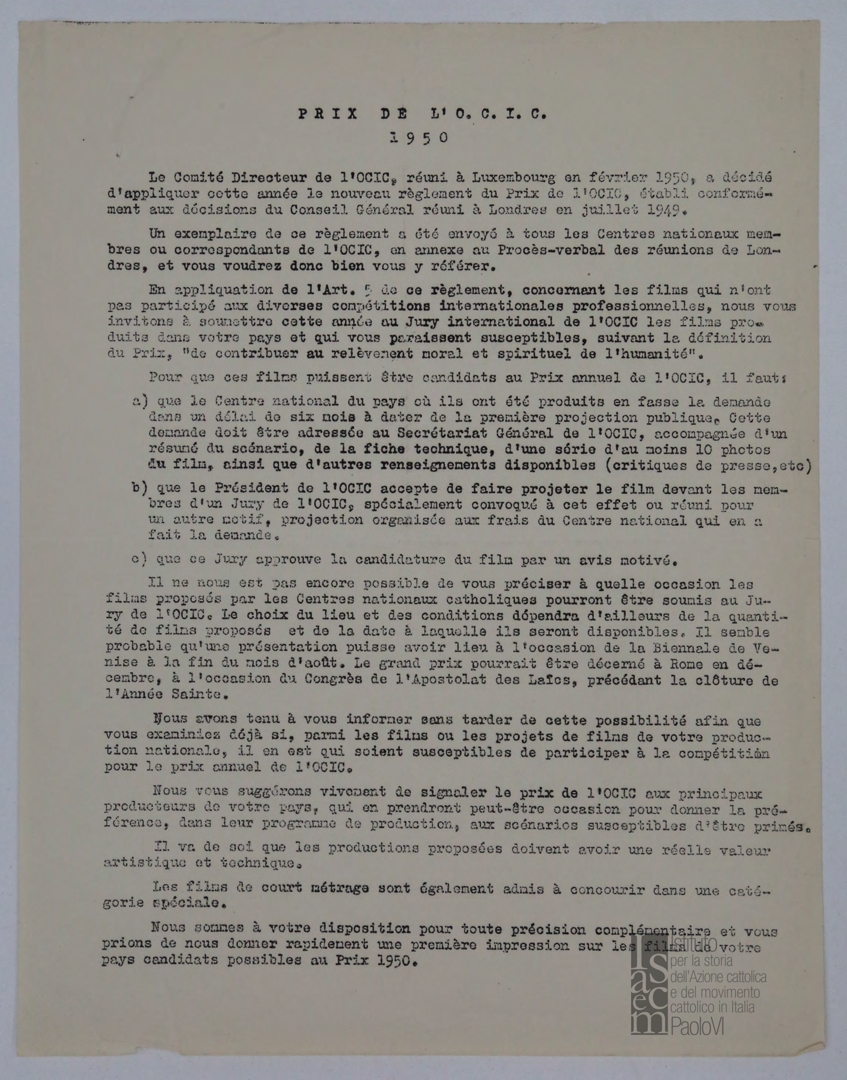 PRIX DE L'O.C.I.C.
1950
Le Comité Directeur de l'OCIC, réuni à Luxembourg en février 1950, a décidé
d'appliquer cette année le nouveau règlement du Prix de l'OCIC, établi conformé-
ment aux décisions du Conseil Général réuni à Londres en juillet 1949.
Un exemplaire de ce règlement a été envoyé à tous les Centres nationaux mem-
bres ou correspondants de l'OCIC, en annexe au Procès-verbal des réunions de Lon-
dres, et vous voudrez donc bien vous y référer.
En appliquation de l'Art. 5 de ce règlement, concernant les films qui n'ont
pas participé aux diverses compétitions internationales professionnelles, nous vous
invitons à soumettre cette année au Jury international de l'OCIC les films pro-
duits dans votre pays et qui vous paraissent susceptibles, suivant la définition
du Prix, "de contribuer au relèvement moral et spirituel de l'humanité".
Pour que ces films puissent être candidats au Prix annuel de l'OCIC, il faut:
a) que le Centre national du pays où ils ont été produits en fasse la demande
dans un délai de six mois à dater de la première projection publique. Cette
demande doit être adressée au Secrétariat Général de l'OCIC, accompagnée d'un
résumé du scénario, de la fiche technique, d'une série d'au moins 10 photos
du film, ainsi que d'autres renseignements disponibles (critiques de presse,etc)
b) que le Président de l'OCIC accepte de faire projeter le film devant les mem-
bres d'un Jury de l'OCIC, spécialement convoqué à cet effet ou réuni pour
un autre motif, projection organisée aux frais du Centre national qui en a
fait la demande.
c) que ce Jury approuve la candidature du film par un avis motivé.
Il ne nous est pas encore possible de vous préciser à quelle occasion les
films proposés par les Centres nationaux catholiques pourront être soumis au Ju-
ry de l'OCIC. Le choix du lieu et des conditions dépendra d'ailleurs de la quanti-
té de films proposés et de la date à laquelle ils seront disponibles. Il semble
probable qu'une présentation puisse avoir lieu à l'occasion de la Biennale de Ve-
nise à la fin du mois d'août. Le grand prix pourrait être décerné à Rome en dé-
cembre, à l'occasion du Congrès de l'Apostolat des Laïcs, précédant la clôture de
l'Année Sainte.
Nous avons tenu à vous informer sans tarder de cette possibilité afin que
vous examiniez déjà si, parmi les films ou les projets de films de votre produc-
tion nationale, il en est qui soient susceptibles de participer à la compétitián
pour le prix annuel de l'OCIC.
Nous vous suggérons vivement de signaler le prix de l'OCIC aux principaux
producteurs de votre pays, qui en prendront peut-être occasion pour donner la pré-
férence, dans leur programme de production, aux scénarios susceptibles d'être primés.
Il va de soi que les productions proposées doivent avoir une réelle valeur
artistique et technique.
Les films de court métrage sont également admis à concourir dans une caté-
gorie spéciale.
Nous sommes à votre disposition pour toute précision complémentaire et vous
prions de nous donner rapidement une première impression sur les films de votre
pays candidats possibles au Prix 1950.
Isacem
Istituto
per la storia
dell'Azione cattolica
e del movimento
cattolico in Italia
PaoloVI